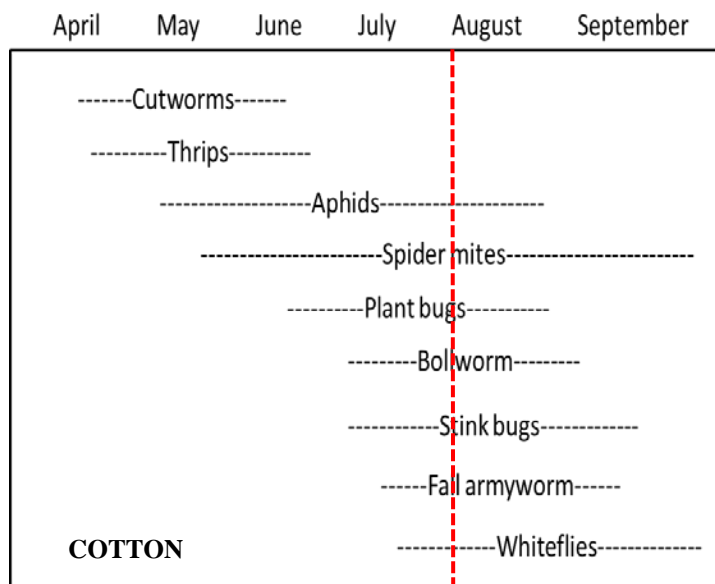 April May June July August September
-------Cutworms-------
----------Thrips-----------
--------------------Aphids----------------------
------------------------Spider mites-------------------------
----------Plant bugs-----------
---------Bollworm---------
------------Stink bugs-------------
------Fall armyworm------
-------------Whiteflies--------------
COTTON